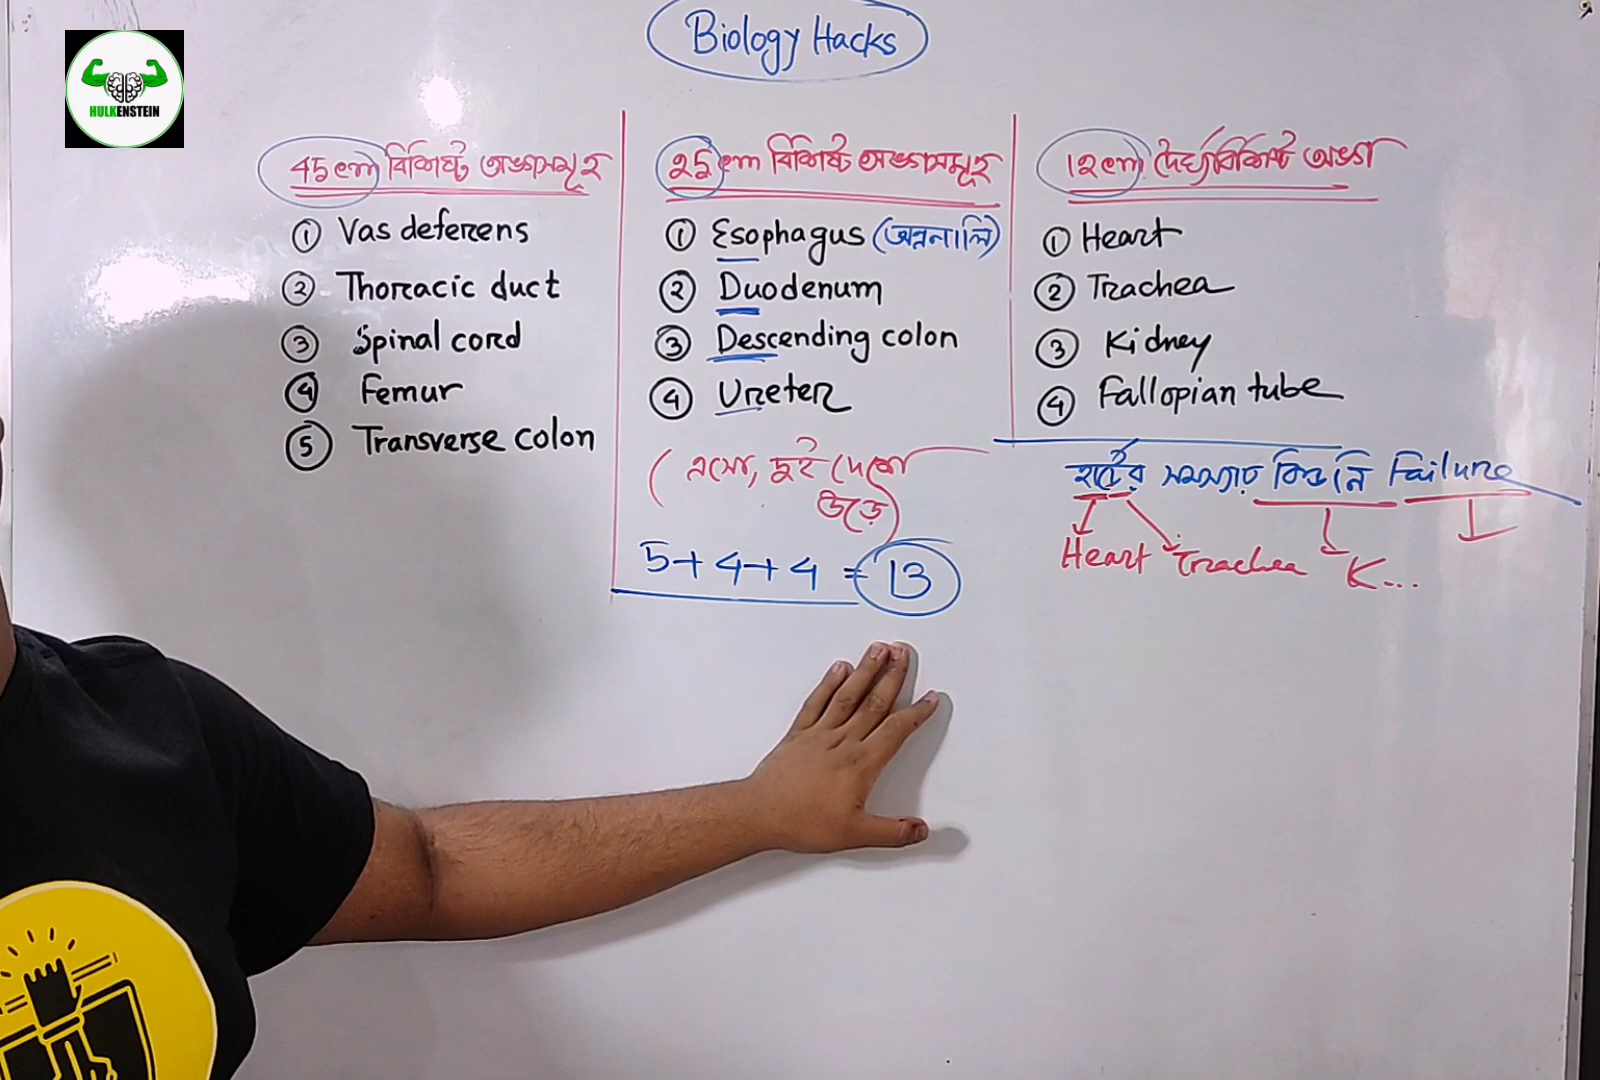 Biology Hacks
HULKENSTEIN
45 cm বিশিষ্ট অঙ্গসমূহ
① Vas deferens
② Thoracic duct
③ Spinal cord
④ Femur
⑤ Transverse colon
২৫ cm বিশিষ্ট অঙ্গসমূহ
① Esophagus (অন্ননালি)
② Duodenum
③ Descending colon
④ Ureter
(এসো, দুই দেশে
উড়ে)
5+4+4 = 13
১২ cm দৈর্ঘ্যবিশিষ্ট অঙ্গ
① Heart
② Trachea
③ Kidney
④ Fallopian tube
হার্টের সমস্যায় কিডনি Failure
Heart Trachea K...